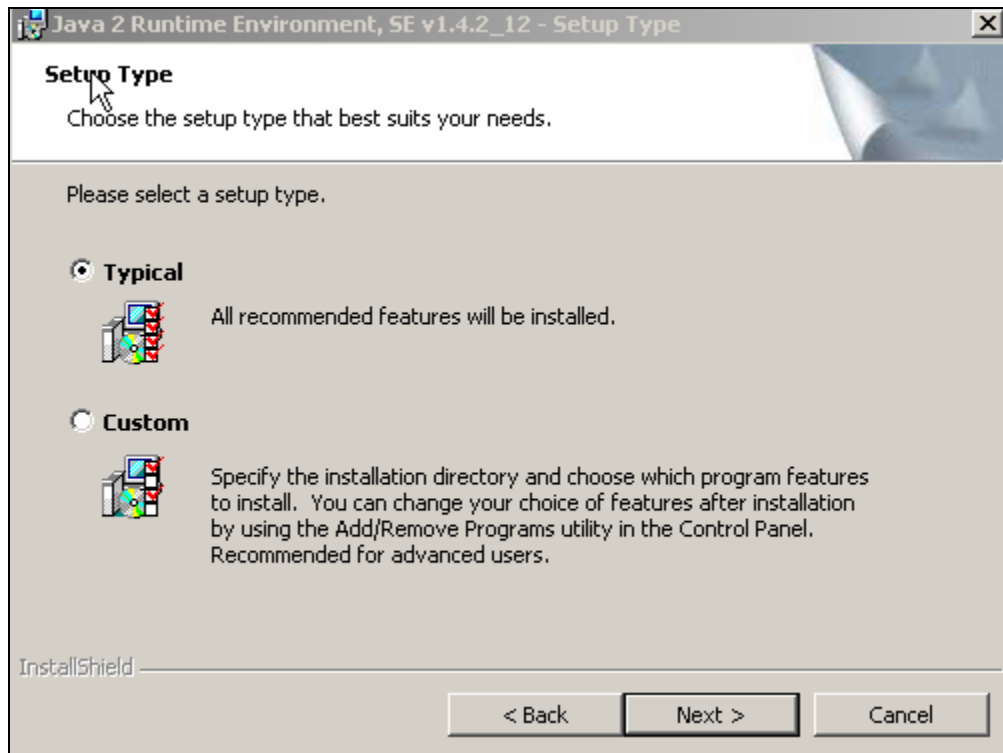 Java 2 Runtime Environment, SE v1.4.2_12 - Setup Type
Setup Type
Choose the setup type that best suits your needs.
Please select a setup type.
Typical
All recommended features will be installed.
Custom
Specify the installation directory and choose which program features
to install. You can change your choice of features after installation
by using the Add/Remove Programs utility in the Control Panel.
Recommended for advanced users.
InstallShield
< Back
Next >
Cancel